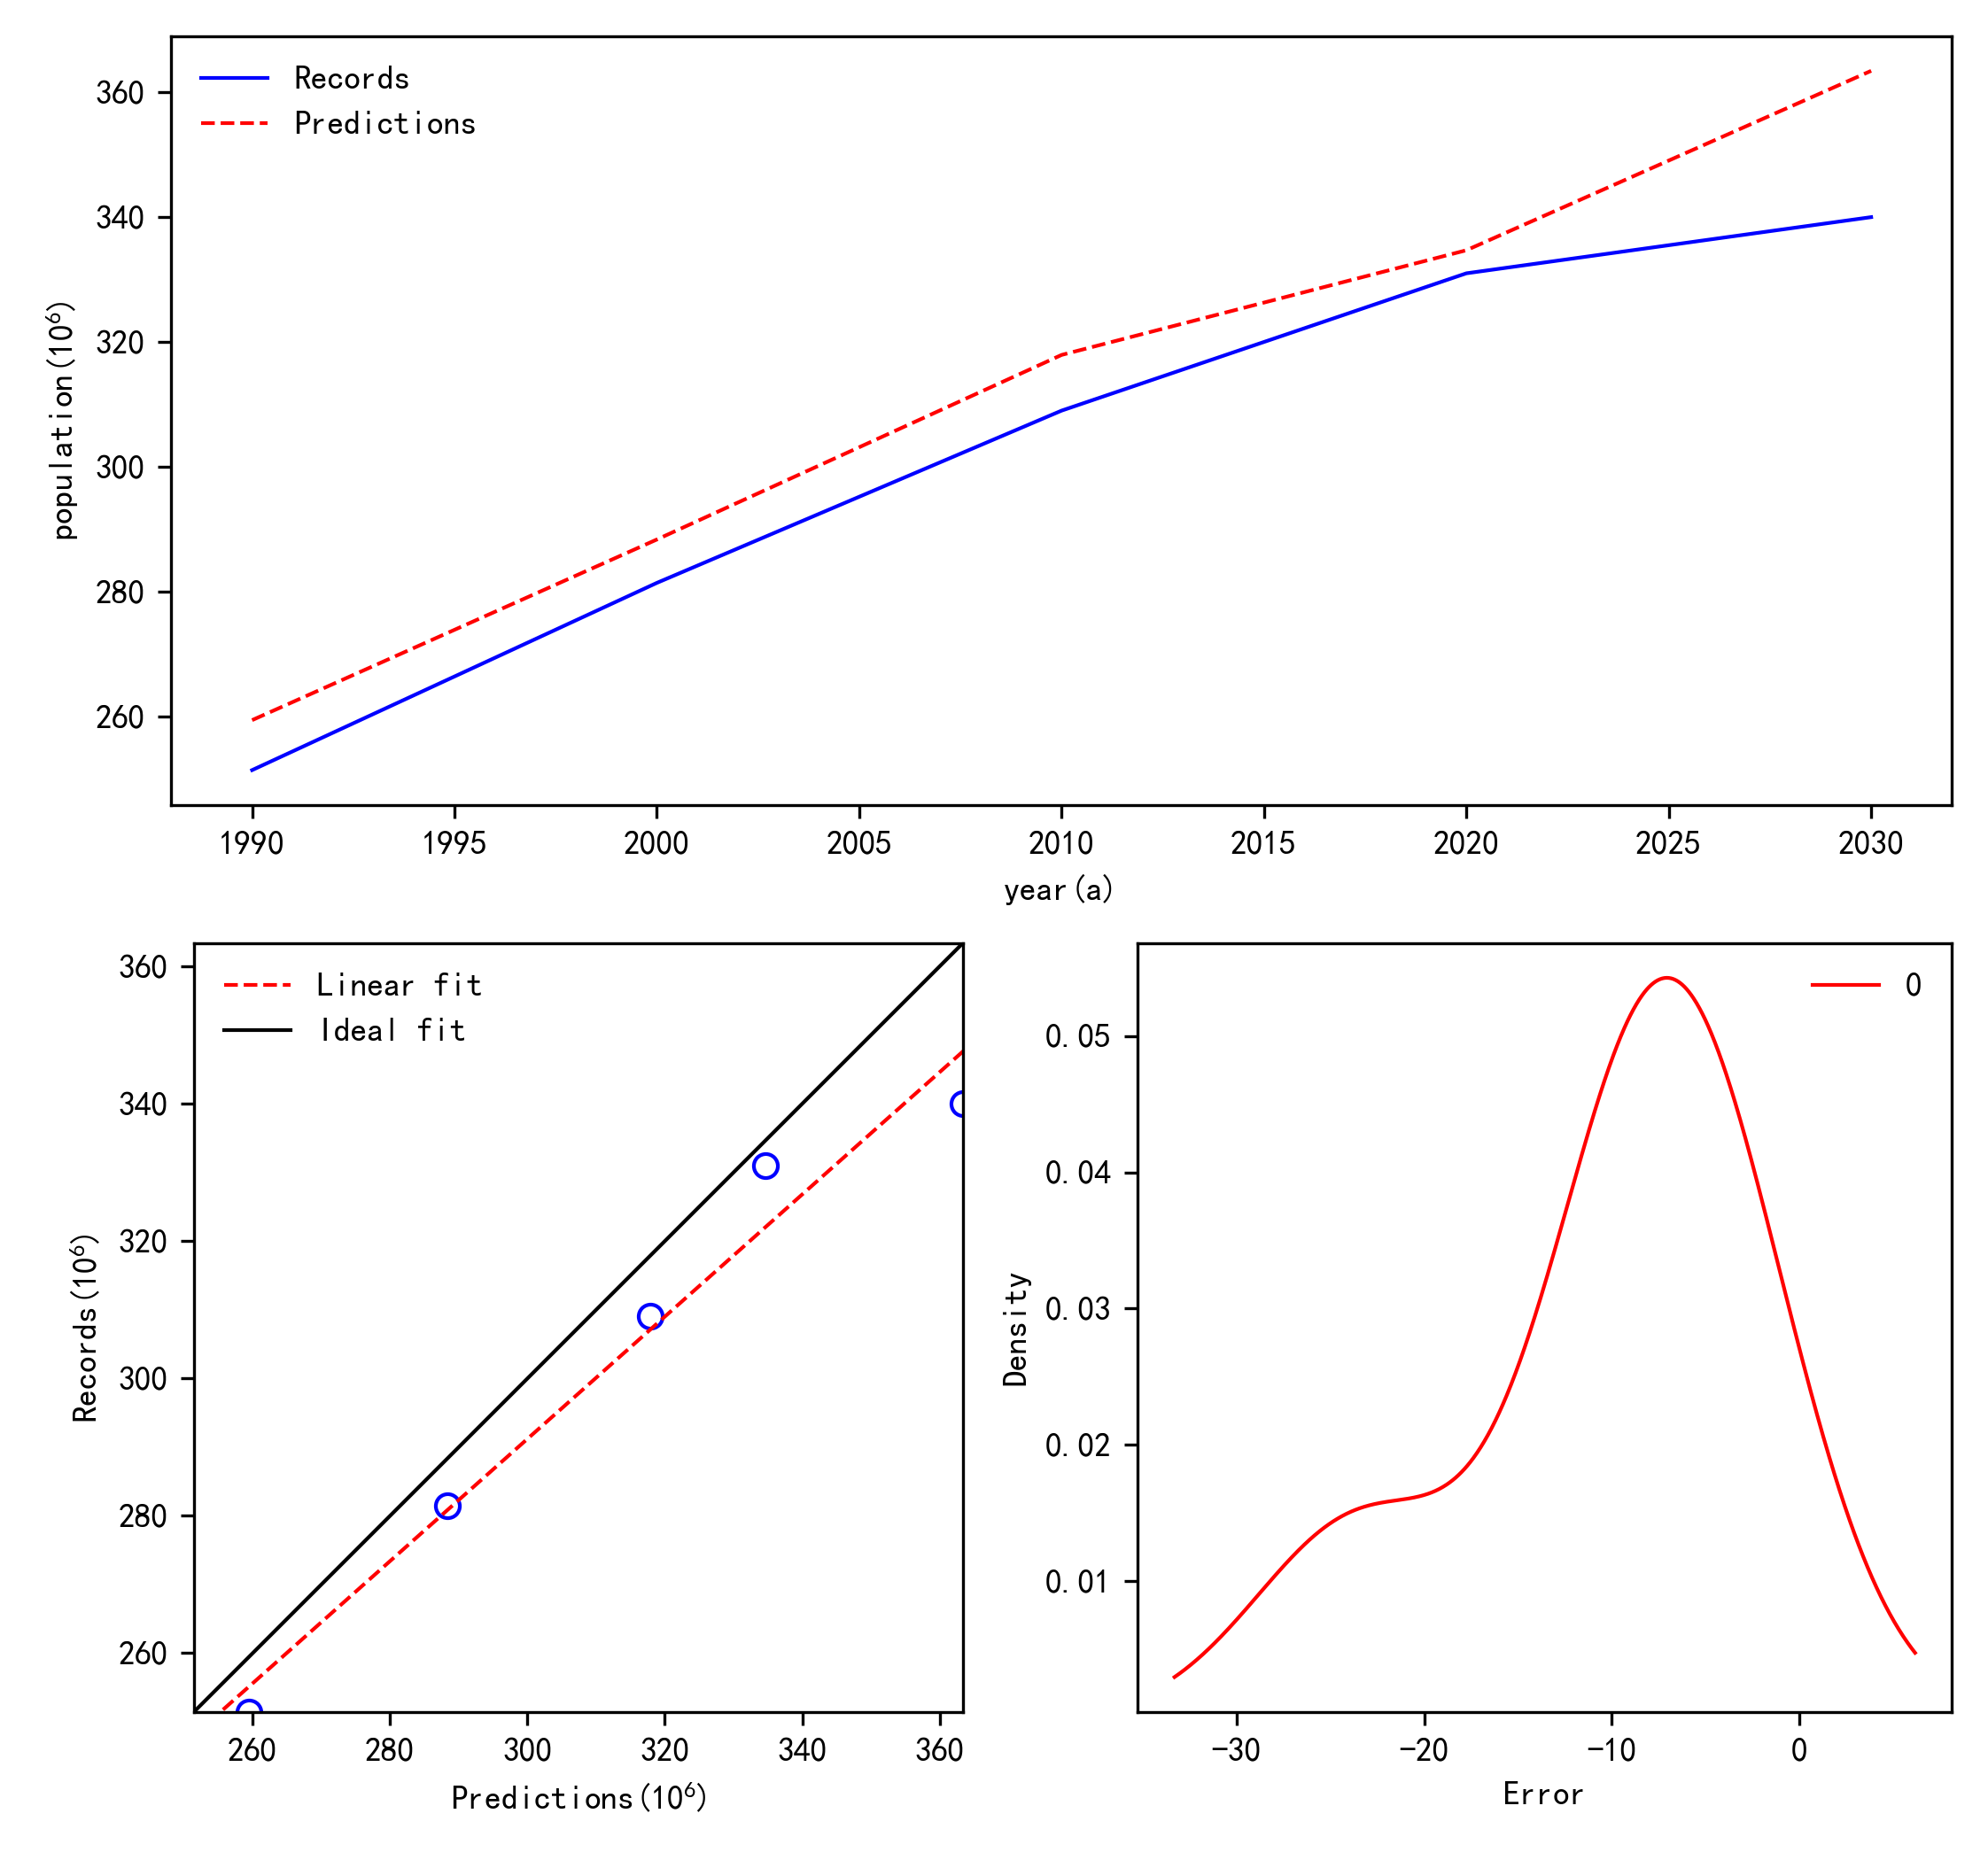 Records
Predictions
360
340
320
300
280
260
population(10⁶)
1990 1995 2000 2005 2010 2015 2020 2025 2030
year(a)
Linear fit
Ideal fit
360
340
320
300
280
260
Records(10⁶)
260 280 300 320 340 360
Predictions(10⁶)
0
0.05
0.04
0.03
0.02
0.01
Density
−30 −20 −10 0
Error